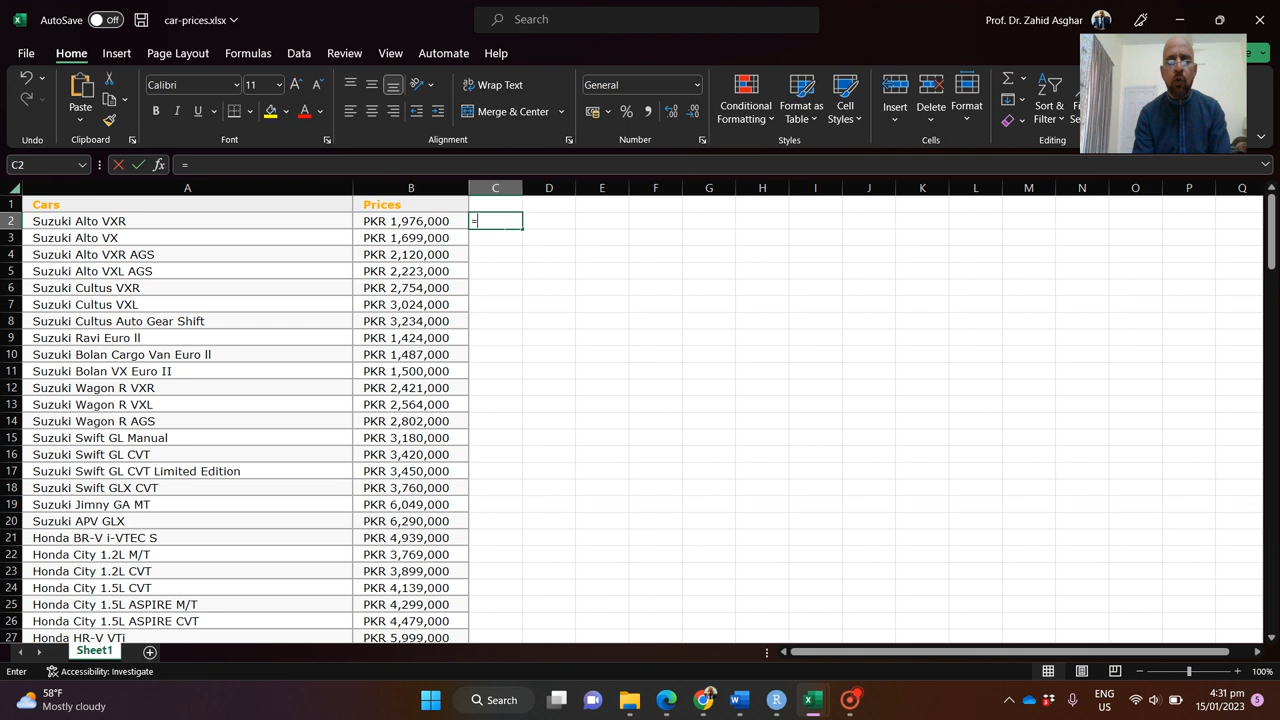 AutoSave Off car-prices.xlsx Search Prof. Dr. Zahid Asghar
File Home Insert Page Layout Formulas Data Review View Automate Help
Paste
Undo
Clipboard
Calibri 11
B I U
Font
Wrap Text
Merge & Center
Alignment
General
Number
Conditional Formatting
Format as Table
Cell Styles
Styles
Insert Delete Format
Cells
Sort & Filter
C2 fx =
A B C D E F G H I J K L M N O P Q
1 Cars Prices
2 Suzuki Alto VXR PKR 1,976,000 =
3 Suzuki Alto VX PKR 1,699,000
4 Suzuki Alto VXR AGS PKR 2,120,000
5 Suzuki Alto VXL AGS PKR 2,223,000
6 Suzuki Cultus VXR PKR 2,754,000
7 Suzuki Cultus VXL PKR 3,024,000
8 Suzuki Cultus Auto Gear Shift PKR 3,234,000
9 Suzuki Ravi Euro ll PKR 1,424,000
10 Suzuki Bolan Cargo Van Euro ll PKR 1,487,000
11 Suzuki Bolan VX Euro II PKR 1,500,000
12 Suzuki Wagon R VXR PKR 2,421,000
13 Suzuki Wagon R VXL PKR 2,564,000
14 Suzuki Wagon R AGS PKR 2,802,000
15 Suzuki Swift GL Manual PKR 3,180,000
16 Suzuki Swift GL CVT PKR 3,420,000
17 Suzuki Swift GL CVT Limited Edition PKR 3,450,000
18 Suzuki Swift GLX CVT PKR 3,760,000
19 Suzuki Jimny GA MT PKR 6,049,000
20 Suzuki APV GLX PKR 6,290,000
21 Honda BR-V i-VTEC S PKR 4,939,000
22 Honda City 1.2L M/T PKR 3,769,000
23 Honda City 1.2L CVT PKR 3,899,000
24 Honda City 1.5L CVT PKR 4,139,000
25 Honda City 1.5L ASPIRE M/T PKR 4,299,000
26 Honda City 1.5L ASPIRE CVT PKR 4,479,000
27 Honda HR-V VTi PKR 5,999,000
Sheet1
Enter Accessibility: Investigate 100%
58°F
Mostly cloudy
Search
ENG
US
4:31 pm
15/01/2023